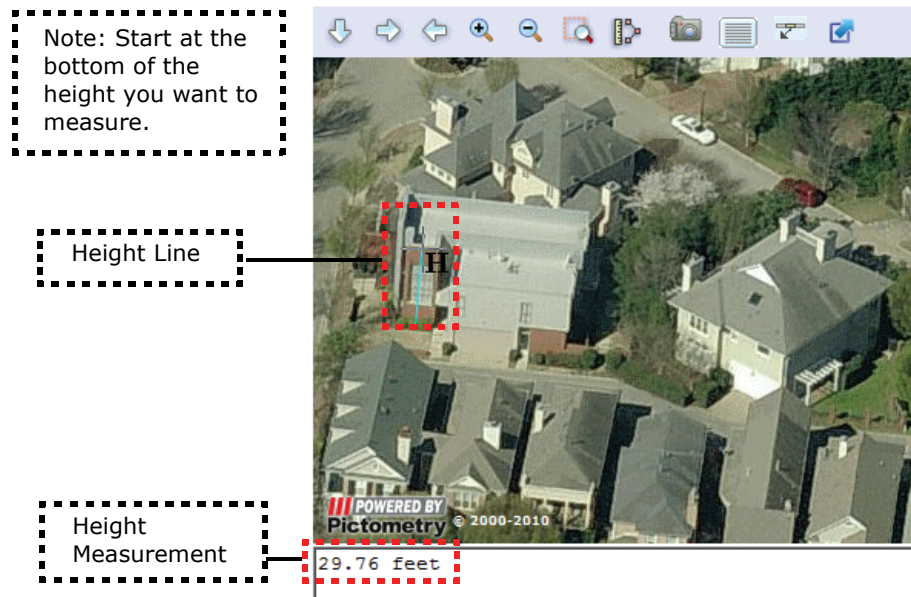 Note: Start at the
bottom of the
height you want to
measure.
Height Line
H
POWERED BY
Pictometry © 2000-2010
Height
Measurement
29.76 feet